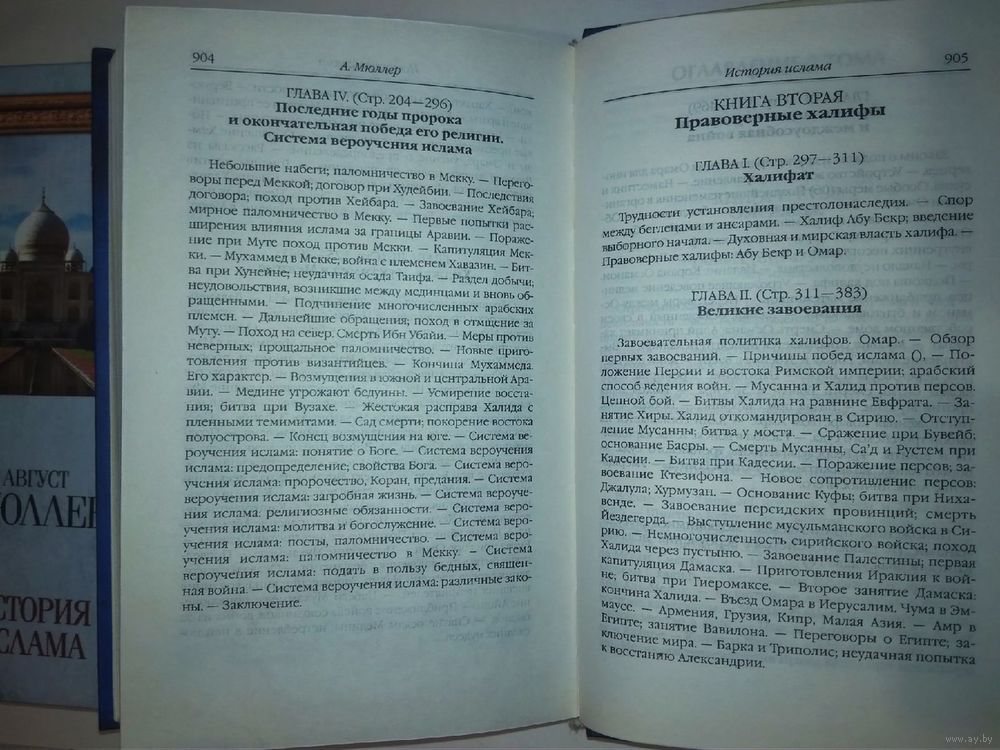 АВГУСТ
ЮЛЛЕР
СТОРИЯ
СЛАМА
904
А. Мюллер
ГЛАВА IV. (Стр. 204—296)
Последние годы пророка
и окончательная победа его религии.
Система вероучения ислама
Небольшие набеги; паломничество в Мекку. — Перего-
воры перед Меккой; договор при Худейбии. — Последствия
договора; поход против Хейбара. — Завоевание Хейбара;
мирное паломничество в Мекку. — Первые попытки рас-
ширения влияния ислама за границы Аравии. — Пораже-
ние при Муте поход против Мекки. — Капитуляция Мек-
ки. — Мухаммед в Мекке; война с племенем Хавазин. — Бит-
ва при Хунейне; неудачная осада Таифа. — Раздел добычи;
неудовольствия, возникшие между мединцами и вновь об-
ращенными. — Подчинение многочисленных арабских
племен. — Дальнейшие обращения; поход в отмщение за
Муту. — Поход на север. Смерть Ибн Убайи. — Меры против
неверных; прощальное паломничество. — Новые приго-
товления против византийцев. — Кончина Мухаммеда.
Его характер. — Возмущения в южной и центральной Ара-
вии. — Медине угрожают бедуины. — Усмирение восста-
ния; битва при Вузахе. — Жестокая расправа Халида с
пленными темимитами. — Сад смерти; покорение востока
полуострова. — Конец возмущения на юге. — Система ве-
роучения ислама: понятие о Боге. — Система вероучения
ислама: предопределение; свойства Бога. — Система веро-
учения ислама: пророчество, Коран, предания. — Система
вероучения ислама: загробная жизнь. — Система вероуче-
ния ислама: религиозные обязанности. — Система веро-
учения ислама: молитва и богослужение. — Система веро-
учения ислама: посты, паломничество. — Система веро-
учения ислама: паломничество в Мекку. — Система
вероучения ислама: подать в пользу бедных, священ-
ная война. — Система вероучения ислама: различные зако-
ны. — Заключение.
История ислама
905
КНИГА ВТОРАЯ
Правоверные халифы
ГЛАВА I. (Стр. 297—311)
Халифат
Трудности установления престолонаследия. — Спор
между беглецами и ансарами. — Халиф Абу Бекр; введение
выборного начала. — Духовная и мирская власть халифа. —
Правоверные халифы: Абу Бекр и Омар.
ГЛАВА II. (Стр. 311—383)
Великие завоевания
Завоевательная политика халифов. Омар. — Обзор
первых завоеваний. — Причины побед ислама (), — По-
ложение Персии и востока Римской империи; арабский
способ ведения войн. — Мусанна и Халид против персов.
Цепной бой. — Битвы Халида на равнине Евфрата. — За-
нятие Хиры. Халид откомандирован в Сирию. — Отступ-
ление Мусанны; битва у моста. — Сражение при Бувейб;
основание Басры. — Смерть Мусанны, Са'д и Рустем при
Кадесии. — Битва при Кадесии. — Поражение персов; за-
воевание Ктезифона. — Новое сопротивление персов:
Джалула; Хурмузан. — Основание Куфы; битва при Ниха-
венде. — Завоевание персидских провинций; смерть
Йездегерда. — Выступление мусульманского войска в Си-
рию. — Немногочисленность сирийского войска; поход
Халида через пустыню. — Завоевание Палестины; первая
капитуляция Дамаска. — Приготовления Ираклия к вой-
не; битва при Гиеромаксе. — Второе занятие Дамаска:
кончина Халида. — Въезд Омара в Иерусалим. Чума в Эм-
маусе. — Армения, Грузия, Кипр, Малая Азия. — Амр в
Египте; занятие Вавилона. — Переговоры о Египте; за-
ключение мира. — Барка и Триполис; неудачная попытка
к восстанию Александрии.
www.ay.by